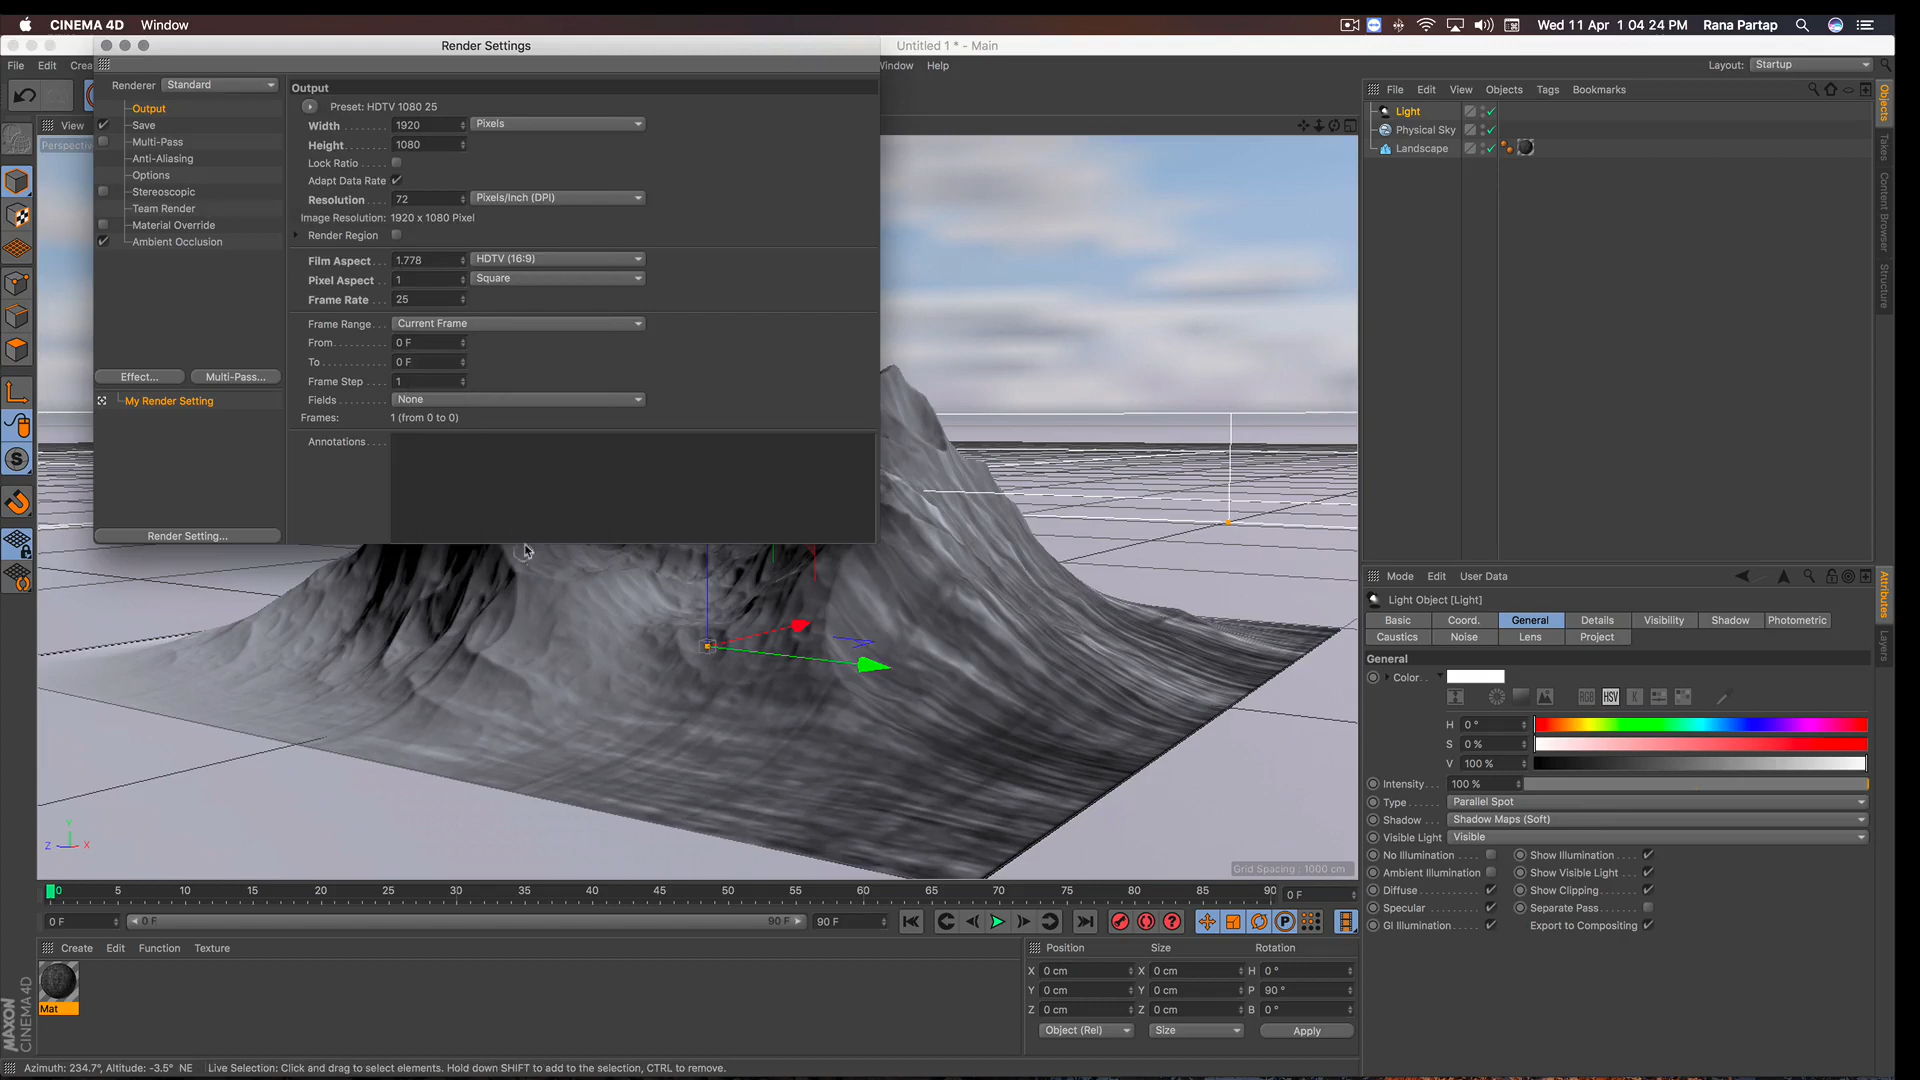 CINEMA 4D Window
Wed 11 Apr 1 04 24 PM Rana Partap
Render Settings
Untitled 1 * - Main
File Edit Crea
Window Help
Layout: Startup
Renderer Standard
Output
Save
Multi-Pass
Anti-Aliasing
Options
Stereoscopic
Team Render
Material Override
Ambient Occlusion
Effect... Multi-Pass...
My Render Setting
Render Setting...
Output
Preset: HDTV 1080 25
Width 1920 Pixels
Height 1080
Lock Ratio
Adapt Data Rate
Resolution 72 Pixels/Inch (DPI)
Image Resolution: 1920 x 1080 Pixel
Render Region
Film Aspect 1.778 HDTV (16:9)
Pixel Aspect 1 Square
Frame Rate 25
Frame Range Current Frame
From 0 F
To 0 F
Frame Step 1
Fields None
Frames: 1 (from 0 to 0)
Annotations
View
Perspective
Grid Spacing : 1000 cm
Y
Z X
File Edit View Objects Tags Bookmarks
Light
Physical Sky
Landscape
Objects
Takes
Content Browser
Structure
Mode Edit User Data
Light Object [Light]
Basic Coord. General Details Visibility Shadow Photometric
Caustics Noise Lens Project
General
Color
RGB HSV K
H 0 °
S 0 %
V 100 %
Intensity 100 %
Type Parallel Spot
Shadow Shadow Maps (Soft)
Visible Light Visible
No Illumination Show Illumination
Ambient Illumination Show Visible Light
Diffuse Show Clipping
Specular Separate Pass
GI Illumination Export to Compositing
Attributes
Layers
0 5 10 15 20 25 30 35 40 45 50 55 60 65 70 75 80 85 90 0 F
0 F 0 F 90 F 90 F
Create Edit Function Texture
Mat
MAXON
CINEMA 4D
Position Size Rotation
X 0 cm X 0 cm H 0 °
Y 0 cm Y 0 cm P 90 °
Z 0 cm Z 0 cm B 0 °
Object (Rel) Size Apply
Azimuth: 234.7°, Altitude: -3.5° NE Live Selection: Click and drag to select elements. Hold down SHIFT to add to the selection, CTRL to remove.